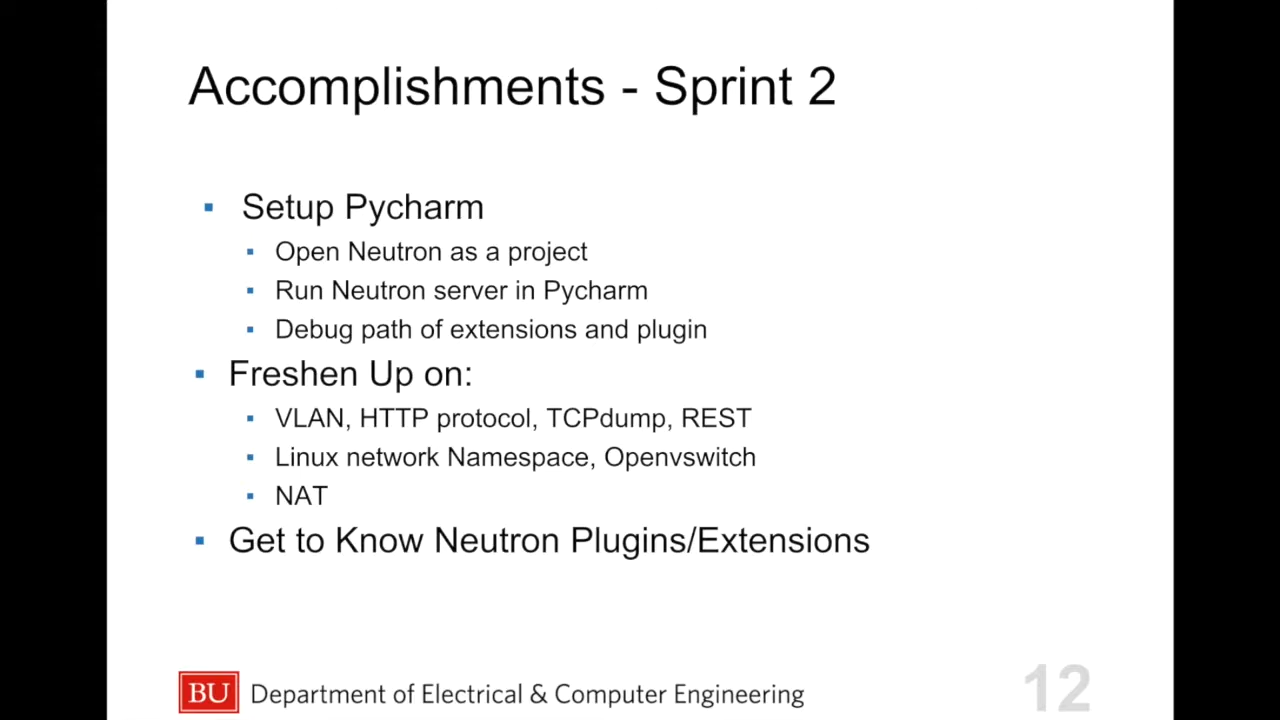 Accomplishments - Sprint 2
Setup Pycharm
Open Neutron as a project
Run Neutron server in Pycharm
Debug path of extensions and plugin
Freshen Up on:
VLAN, HTTP protocol, TCPdump, REST
Linux network Namespace, Openvswitch
NAT
Get to Know Neutron Plugins/Extensions
BU Department of Electrical & Computer Engineering
12